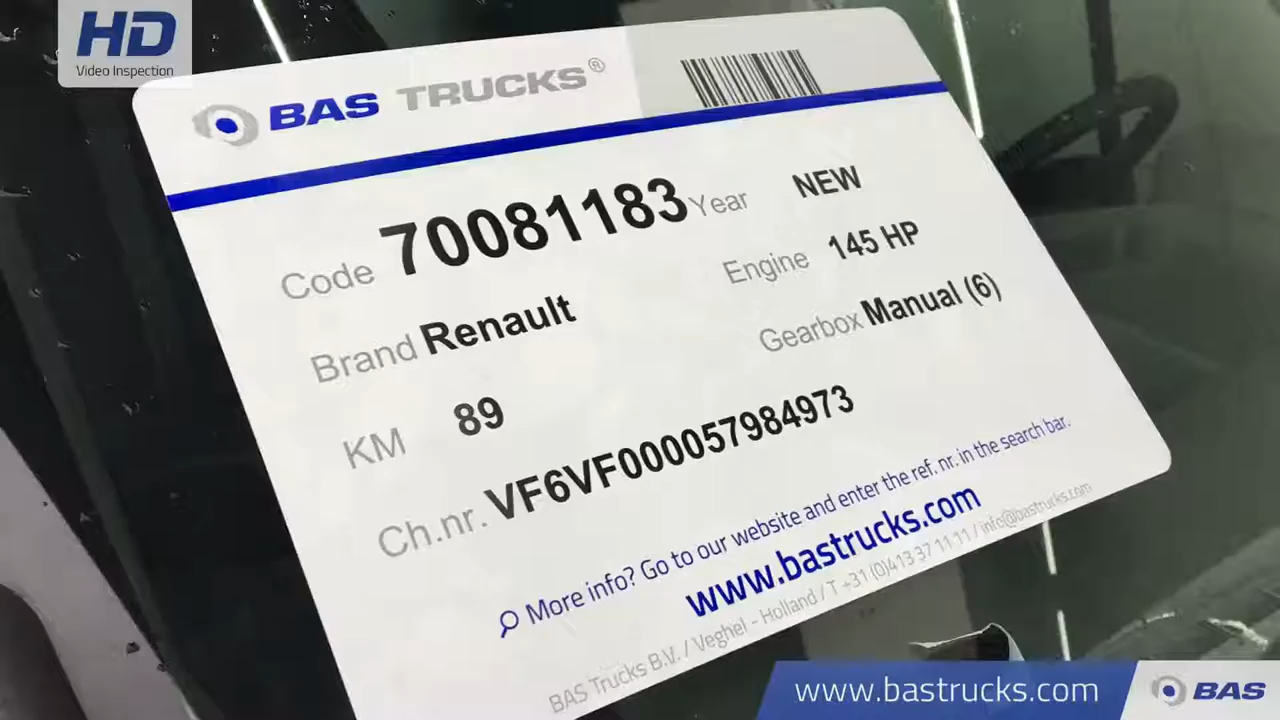 HD
Video Inspection
BAS TRUCKS®
Code 70081183 Year NEW
Brand Renault Engine 145 HP
KM 89 Gearbox Manual (6)
Ch.nr. VF6VF000057984973
More info? Go to our website and enter the ref. nr. in the search bar.
www.bastrucks.com
BAS Trucks B.V. / Veghel - Holland / T +31 (0)413 37 11 11 / info@bastrucks.com
www.bastrucks.com
BAS